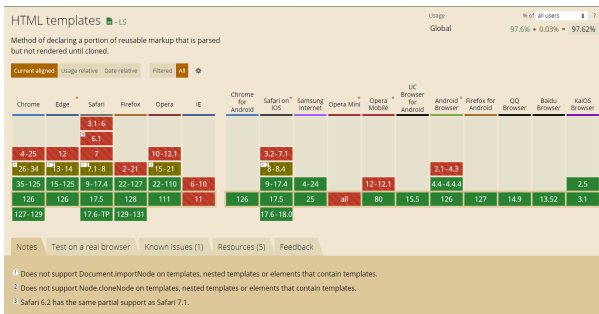 HTML templates - LS
Usage % of all users ?
Global 97.6% + 0.03% = 97.62%
Method of declaring a portion of reusable markup that is parsed
but not rendered until cloned.
Current aligned Usage relative Date relative Filtered All
Chrome Edge * Safari Firefox Opera IE Chrome for Android Safari on iOS * Samsung Internet Opera Mini * Opera Mobile * UC Browser for Android Android Browser * Firefox for Android QQ Browser Baidu Browser KaiOS Browser
3.1-6
3 6.1
4-25 12 7 10-12.1 3.2-7.1
26-34 13-14 7.1-8 2-21 15-21 8-8.4 2.1-4.3
35-125 15-125 9-17.4 22-127 22-110 6-10 9-17.4 4-24 12-12.1 4.4-4.4.4 2.5
126 126 17.5 128 111 11 126 17.5 25 all 80 15.5 126 127 14.9 13.52 3.1
127-129 17.6-TP 129-131 17.6-18.0
Notes Test on a real browser Known issues (1) Resources (5) Feedback
1 Does not support Document.importNode on templates, nested templates or elements that contain templates.
2 Does not support Node.cloneNode on templates, nested templates or elements that contain templates.
3 Safari 6.2 has the same partial support as Safari 7.1.